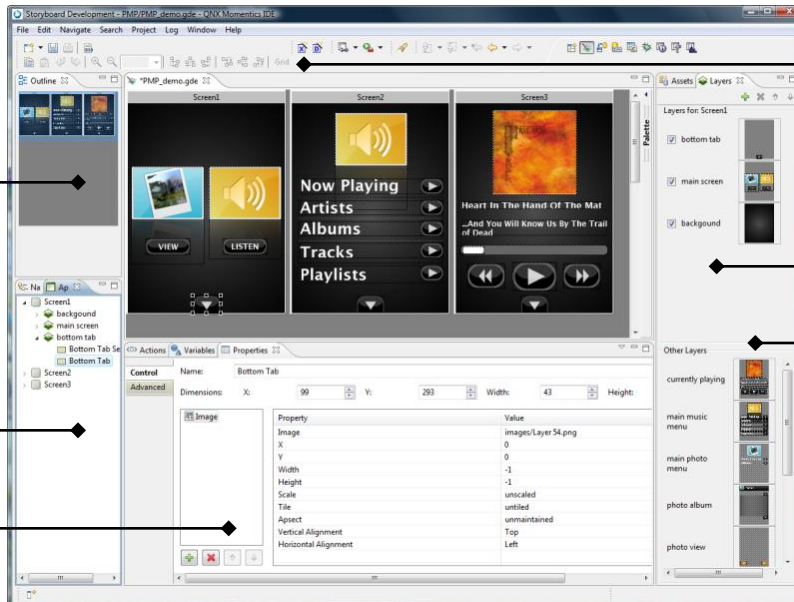 Storyboard Development - PMP/PMP_demo.gde - QNX Momentics IDE
File Edit Navigate Search Project Log Window Help
Grid
Outline
*PMP_demo.gde
Screen1
Screen2
Screen3
VIEW
LISTEN
Now Playing
Artists
Albums
Tracks
Playlists
Heart In The Hand Of The Mat
...And You Will Know Us By The Trail
of Dead
Palette
Assets Layers
Layers for: Screen1
bottom tab
main screen
backgound
Other Layers
currently playing
main music
menu
main photo
menu
photo album
photo view
Na Ap
Screen1
backgound
main screen
bottom tab
Bottom Tab Se
Bottom Tab
Screen2
Screen3
Actions Variables Properties
Control
Advanced
Name: Bottom Tab
Dimensions: X: 99 Y: 293 Width: 43 Height:
Image
Property Value
Image images/Layer 54.png
X 0
Y 0
Width -1
Height -1
Scale unscaled
Tile untiled
Apsect unmaintained
Vertical Alignment Top
Horizontal Alignment Left